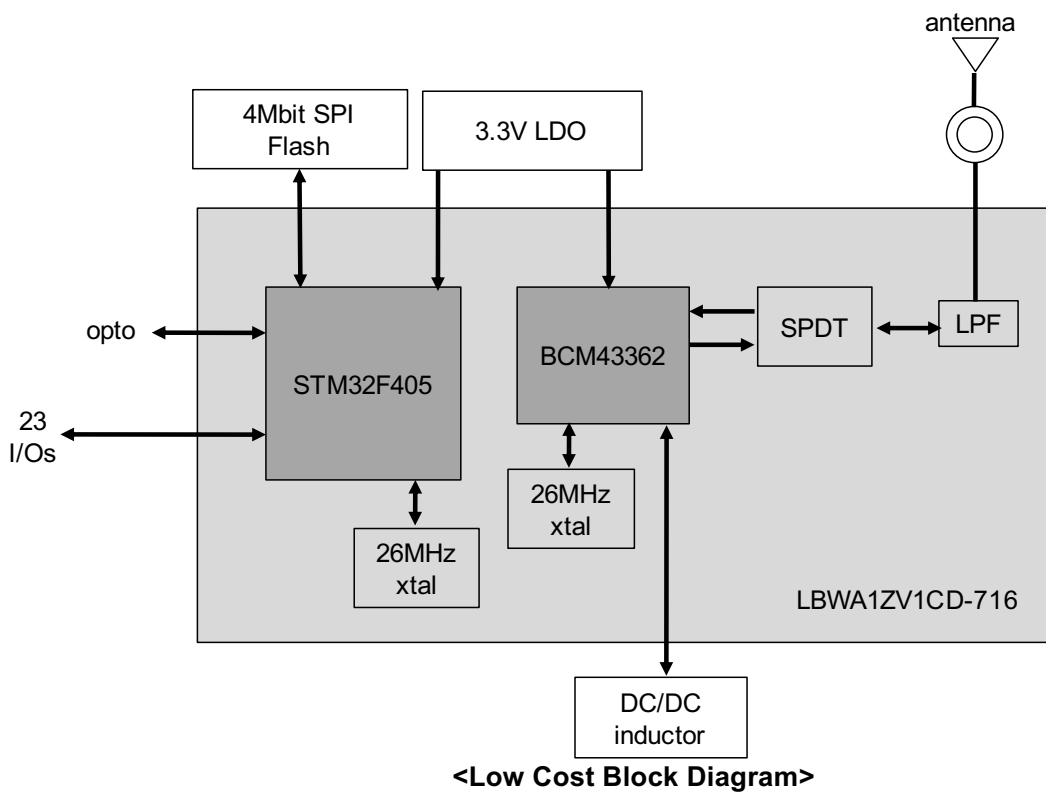 antenna
4Mbit SPI
Flash
3.3V LDO
opto
STM32F405
BCM43362
SPDT
LPF
23
I/Os
26MHz
xtal
26MHz
xtal
LBWA1ZV1CD-716
DC/DC
inductor
<Low Cost Block Diagram>